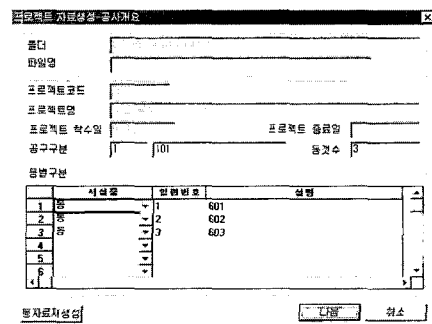 프로젝트 자료생성-공사개요
폴더
파일명
프로젝트코드
프로젝트명
프로젝트 착수일 프로젝트 종료일
공구구분 1 101 동갯수 3
동별구분
시설종 일련번호 설명
1 동 1 601
2 동 2 602
3 동 3 603
4
5
6
동자료재생성 다음 취소